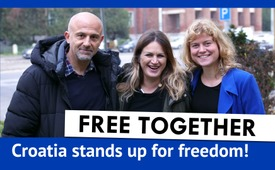 FREE TOGETHER
Croatia stands up for freedom!